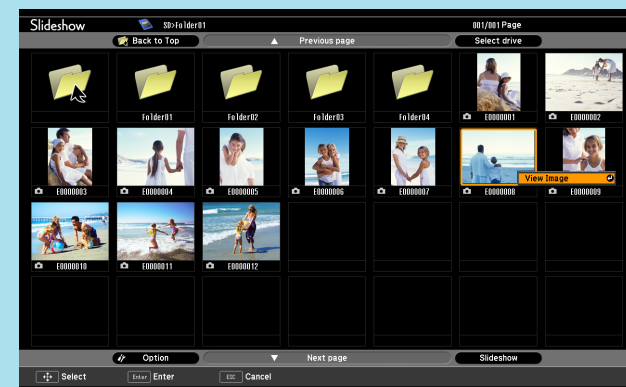 Slideshow SD>Folder01 001/001 Page
Back to Top Previous page Select drive
Folder01 Folder02 Folder03 Folder04 E0000001 E0000002
View Image
E0000003 E0000004 E0000005 E0000006 E0000007 E0000008 E0000009
E0000010 E0000011 E0000012
Option Next page Slideshow
Select Enter Enter ESC Cancel